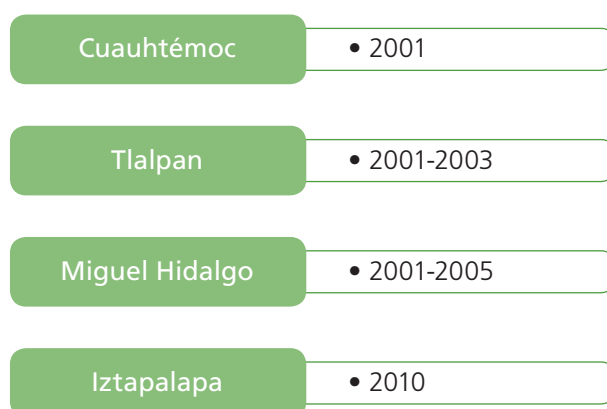 Cuauhtémoc • 2001
Tlalpan • 2001-2003
Miguel Hidalgo • 2001-2005
Iztapalapa • 2010